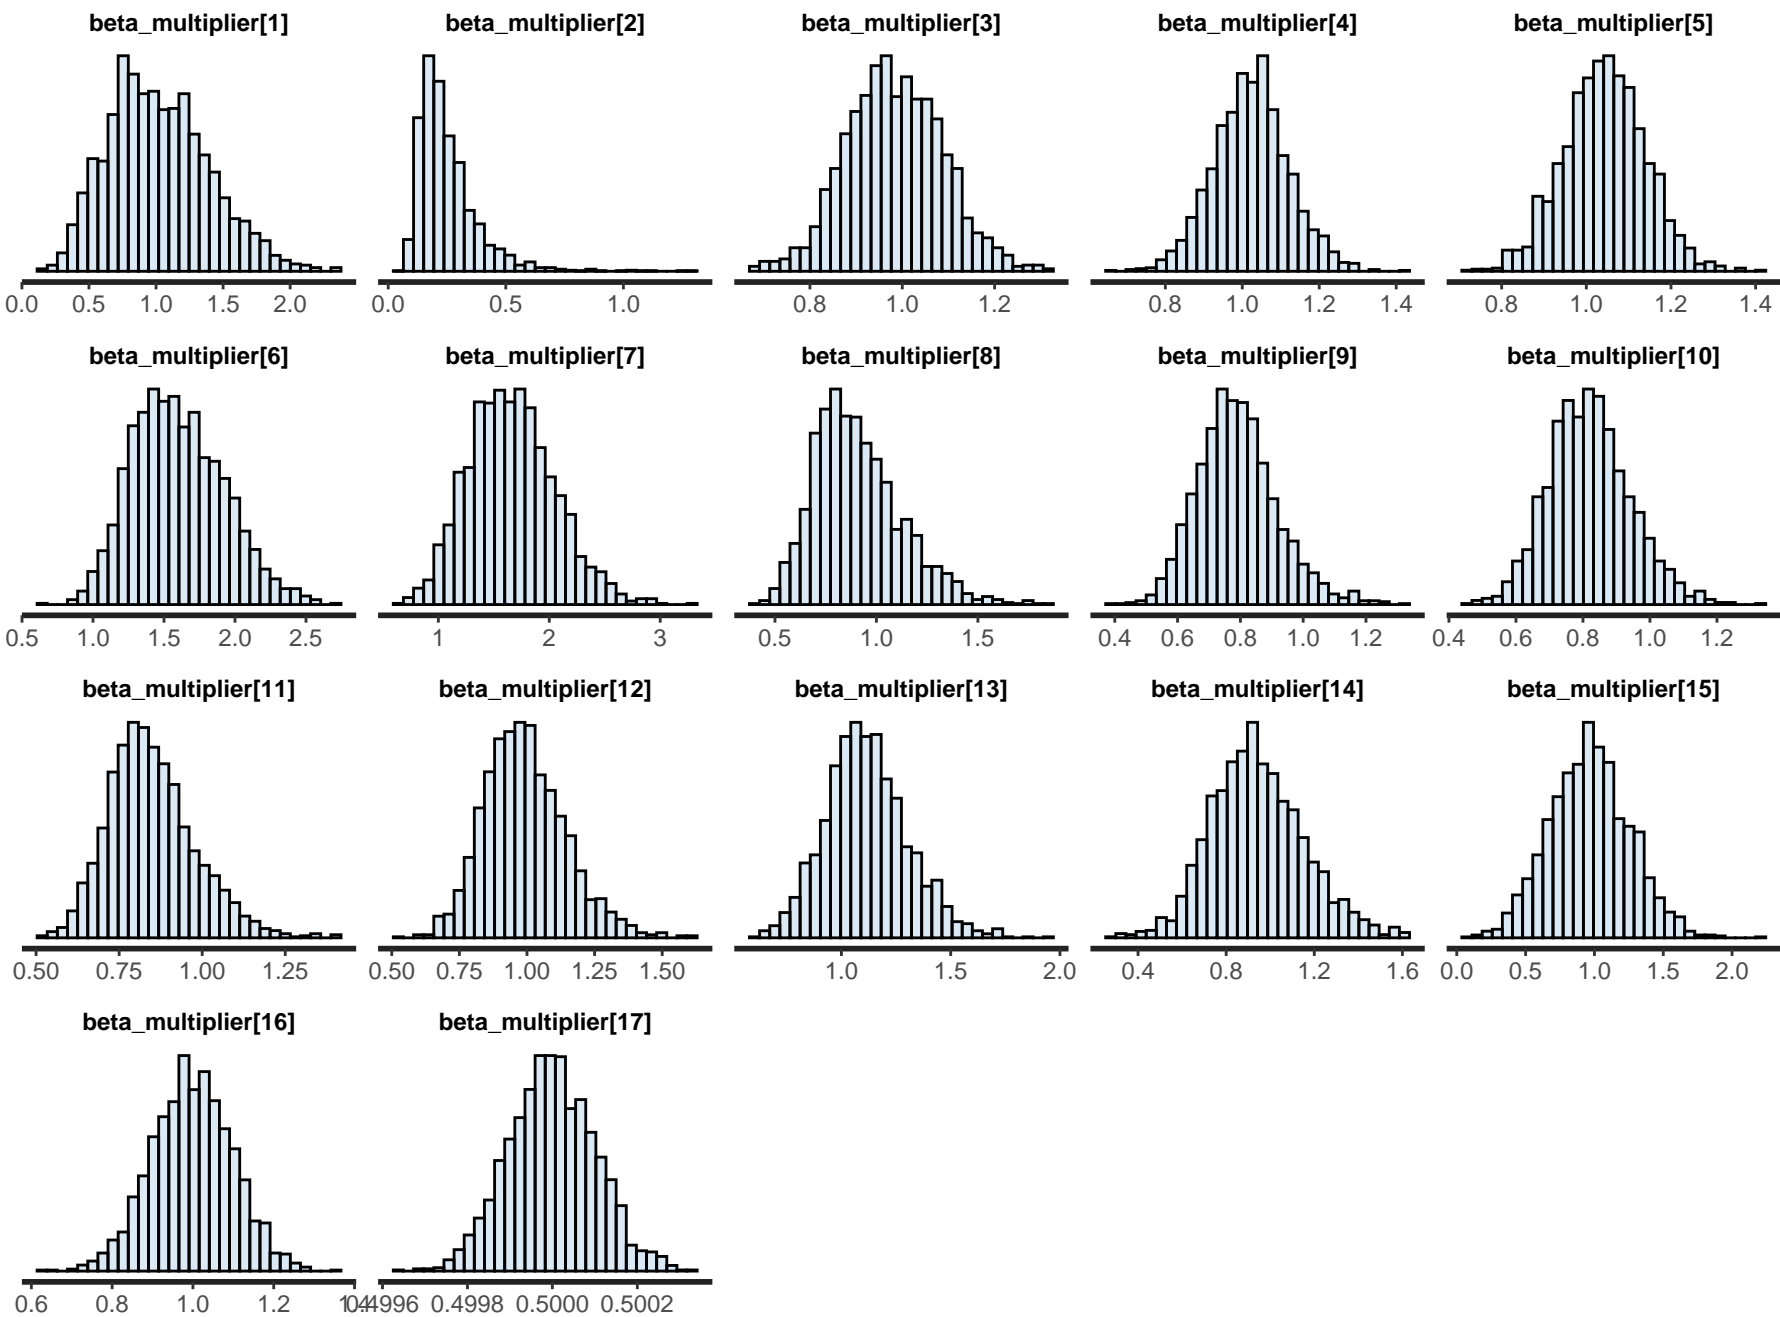 beta_multiplier[1] beta_multiplier[2] beta_multiplier[3] beta_multiplier[4] beta_multiplier[5]
0.0 0.5 1.0 1.5 2.0 0.0 0.5 1.0 0.8 1.0 1.2 0.8 1.0 1.2 1.4 0.8 1.0 1.2 1.4
beta_multiplier[6] beta_multiplier[7] beta_multiplier[8] beta_multiplier[9] beta_multiplier[10]
0.5 1.0 1.5 2.0 2.5 1 2 3 0.5 1.0 1.5 0.4 0.6 0.8 1.0 1.2 0.4 0.6 0.8 1.0 1.2
beta_multiplier[11] beta_multiplier[12] beta_multiplier[13] beta_multiplier[14] beta_multiplier[15]
0.50 0.75 1.00 1.25 0.50 0.75 1.00 1.25 1.50 1.0 1.5 2.0 0.4 0.8 1.2 1.6 0.0 0.5 1.0 1.5 2.0
beta_multiplier[16] beta_multiplier[17]
0.6 0.8 1.0 1.2 1.4 0.4996 0.4998 0.5000 0.5002